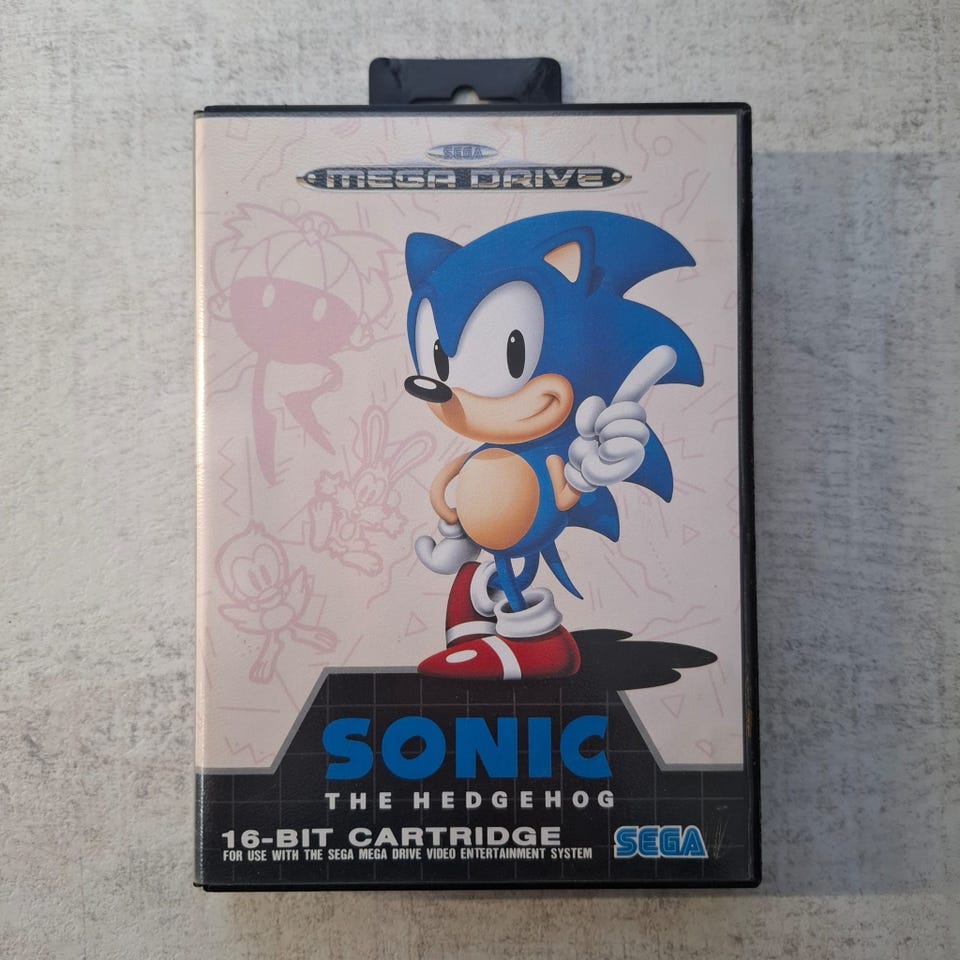 SEGA
MEGA DRIVE
SONIC
THE HEDGEHOG
16-BIT CARTRIDGE
FOR USE WITH THE SEGA MEGA DRIVE VIDEO ENTERTAINMENT SYSTEM
SEGA